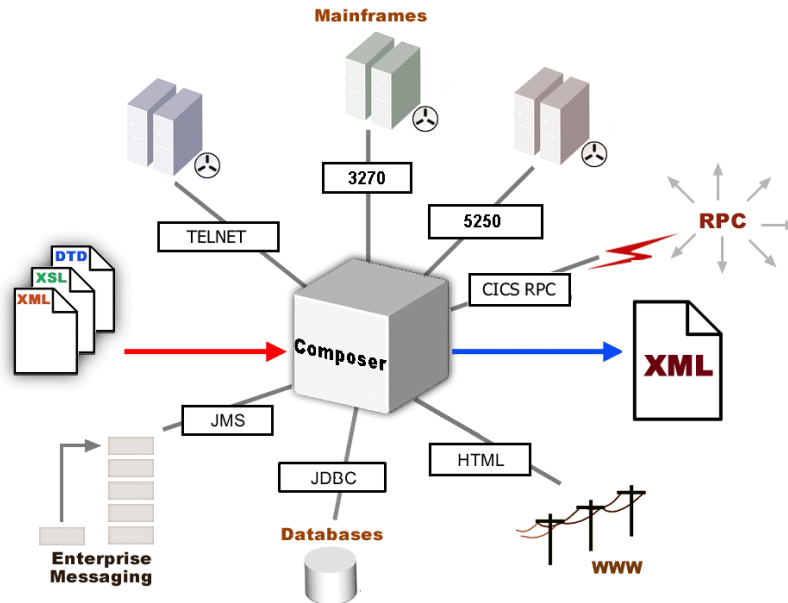 Mainframes
3270
5250
TELNET
RPC
CICS RPC
DTD
XSL
XML
Composer
XML
JMS
JDBC
HTML
Databases
Enterprise
Messaging
WWW